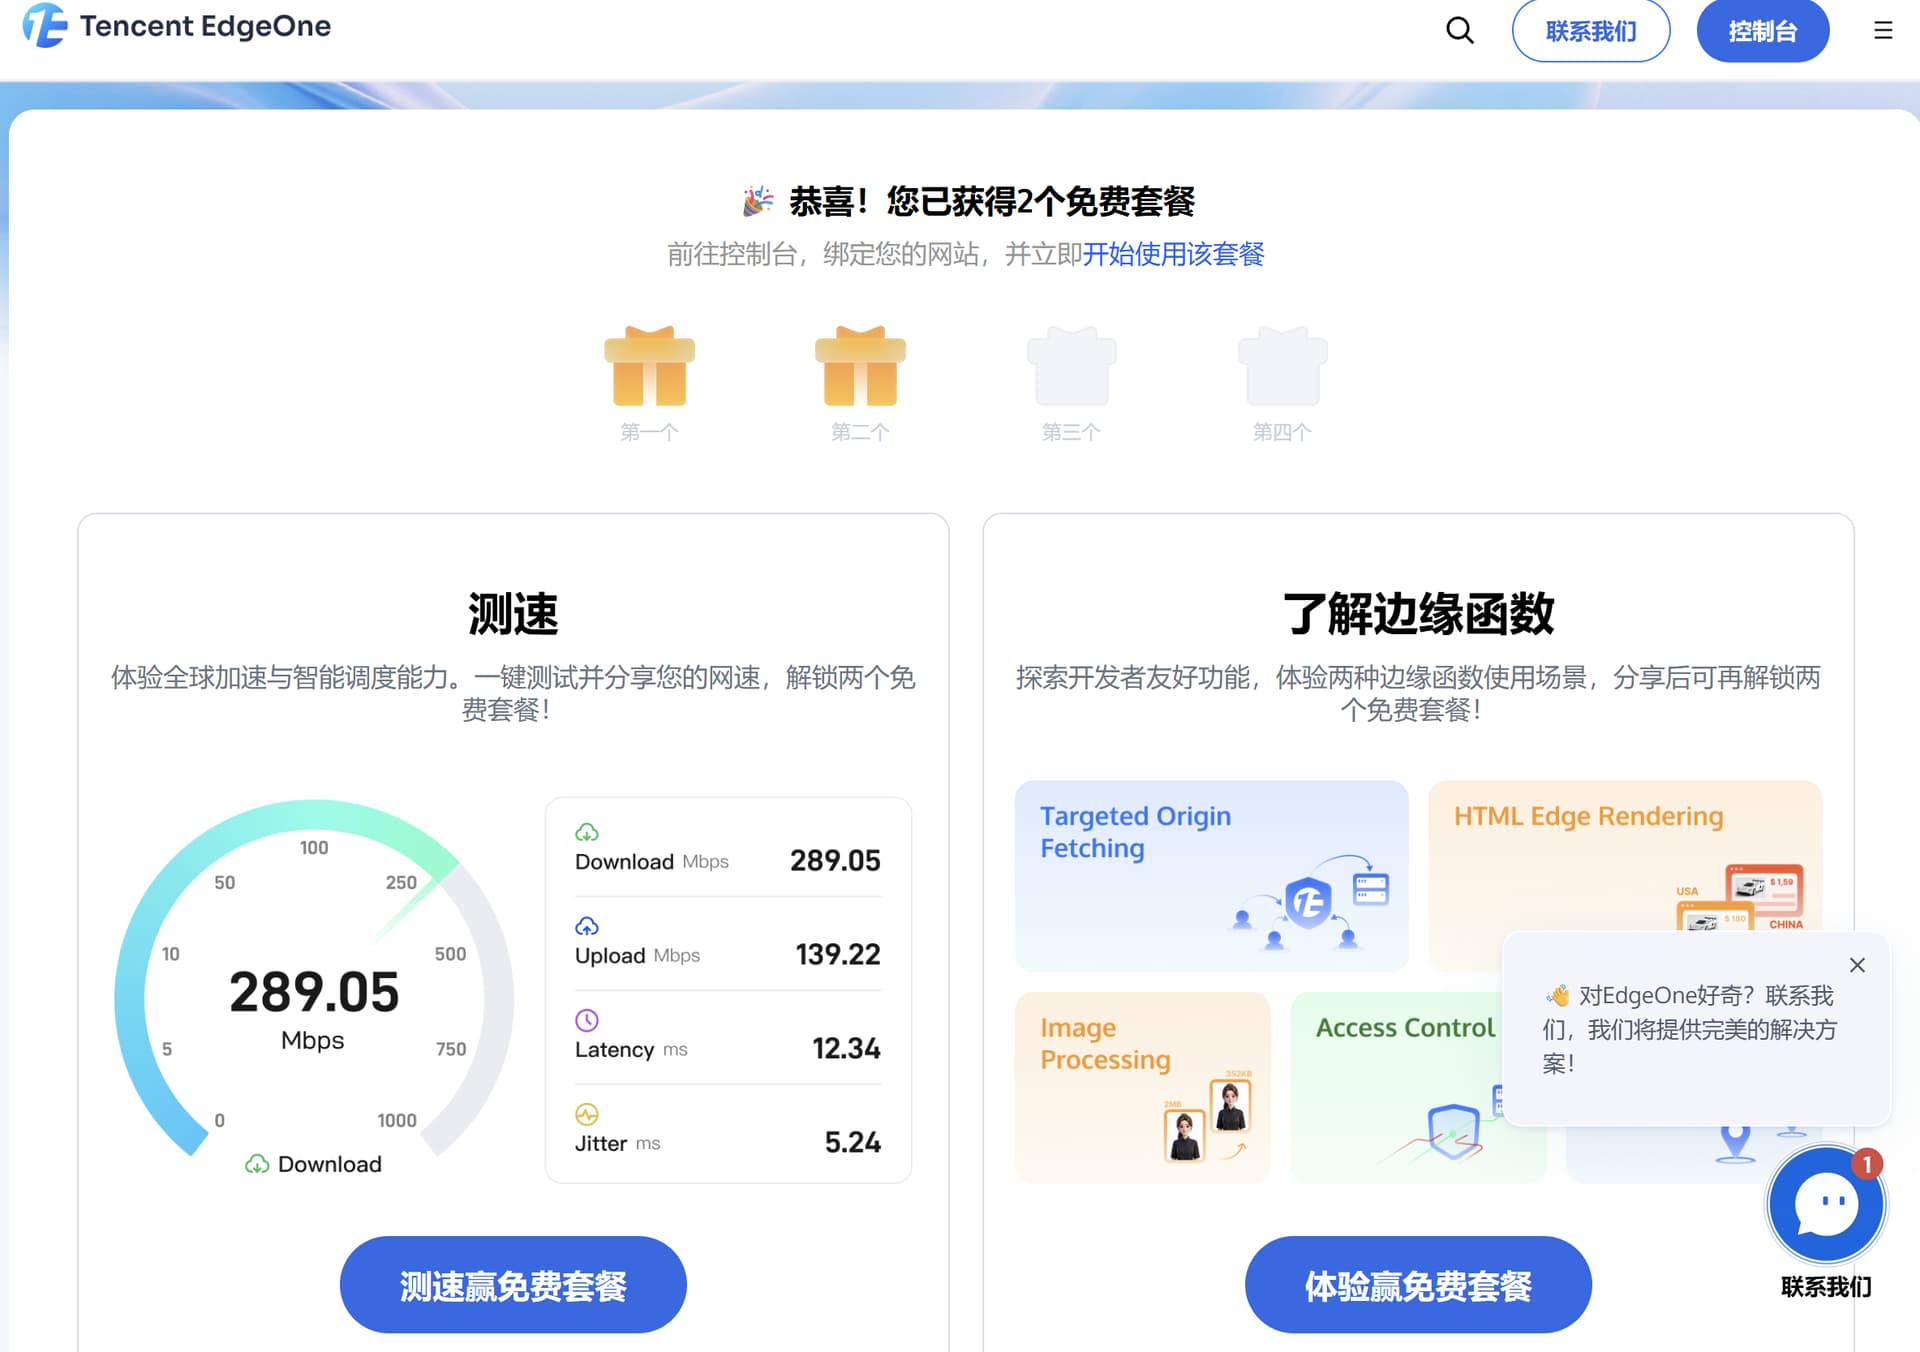 Tencent EdgeOne
联系我们
控制台
恭喜！您已获得2个免费套餐
前往控制台，绑定您的网站，并立即开始使用该套餐
第一个
第二个
第三个
第四个
测速
体验全球加速与智能调度能力。一键测试并分享您的网速，解锁两个免
费套餐！
100
50
250
10
500
289.05
Mbps
5
750
0
1000
Download
Download Mbps
289.05
Upload Mbps
139.22
Latency ms
12.34
Jitter ms
5.24
测速赢免费套餐
了解边缘函数
探索开发者友好功能，体验两种边缘函数使用场景，分享后可再解锁两
个免费套餐！
Targeted Origin
Fetching
HTML Edge Rendering
USA
$ 1,59
$ 180
CHINA
Image
Processing
352KB
2MB
Access Control
对EdgeOne好奇？联系我
们，我们将提供完美的解决方
案！
1
联系我们
体验赢免费套餐